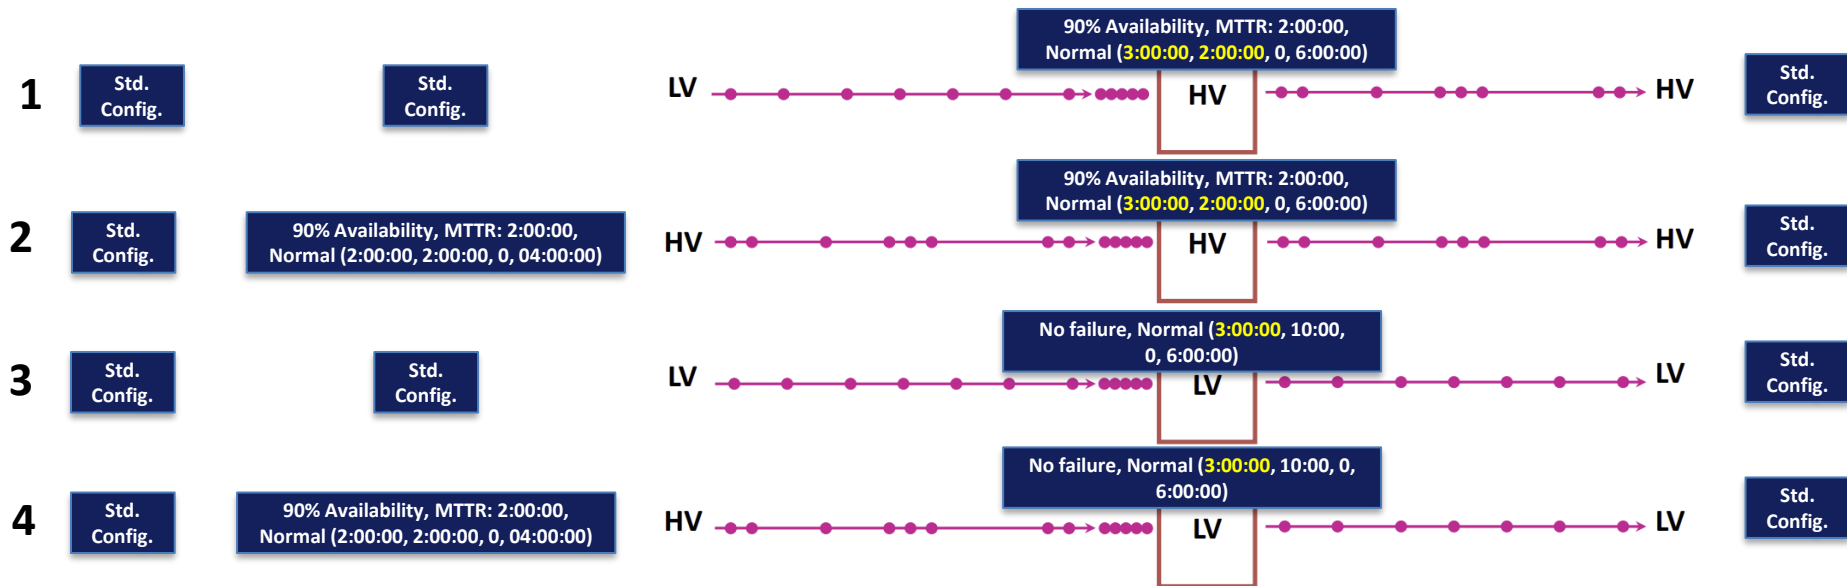 1
Std.
Config.
Std.
Config.
LV
90% Availability, MTTR: 2:00:00,
Normal (3:00:00, 2:00:00, 0, 6:00:00)
HV
HV
Std.
Config.
2
Std.
Config.
90% Availability, MTTR: 2:00:00,
Normal (2:00:00, 2:00:00, 0, 04:00:00)
HV
90% Availability, MTTR: 2:00:00,
Normal (3:00:00, 2:00:00, 0, 6:00:00)
HV
HV
Std.
Config.
3
Std.
Config.
Std.
Config.
LV
No failure, Normal (3:00:00, 10:00,
0, 6:00:00)
LV
LV
Std.
Config.
4
Std.
Config.
90% Availability, MTTR: 2:00:00,
Normal (2:00:00, 2:00:00, 0, 04:00:00)
HV
No failure, Normal (3:00:00, 10:00, 0,
6:00:00)
LV
LV
Std.
Config.